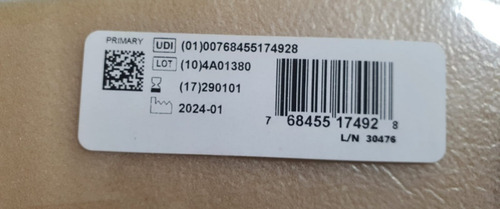 PRIMARY
UDI (01)00768455174928
LOT (10)4A01380
(17)290101
2024-01
7 68455 17492 8
L/N 30476